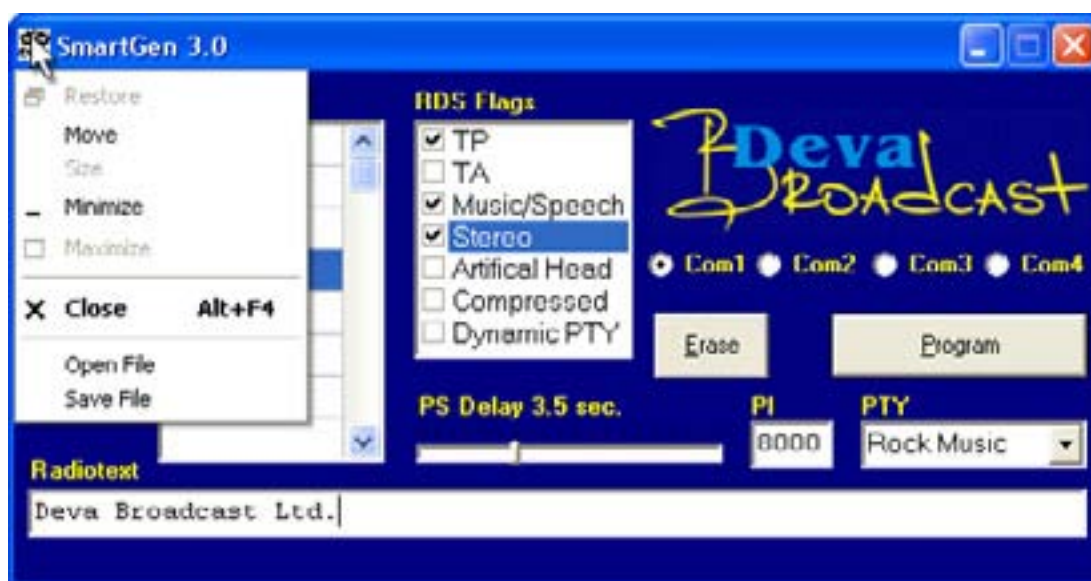 SmartGen 3.0
Restore
Move
Size
Minimize
Maximize
Close Alt+F4
Open File
Save File
RDS Flags
TP
TA
Music/Speech
Stereo
Artifical Head
Compressed
Dynamic PTY
Deva
BROADCAST
Com1 Com2 Com3 Com4
Erase
Program
PS Delay 3.5 sec.
PI
PTY
Rock Music
Radiotext
Deva Broadcast Ltd.